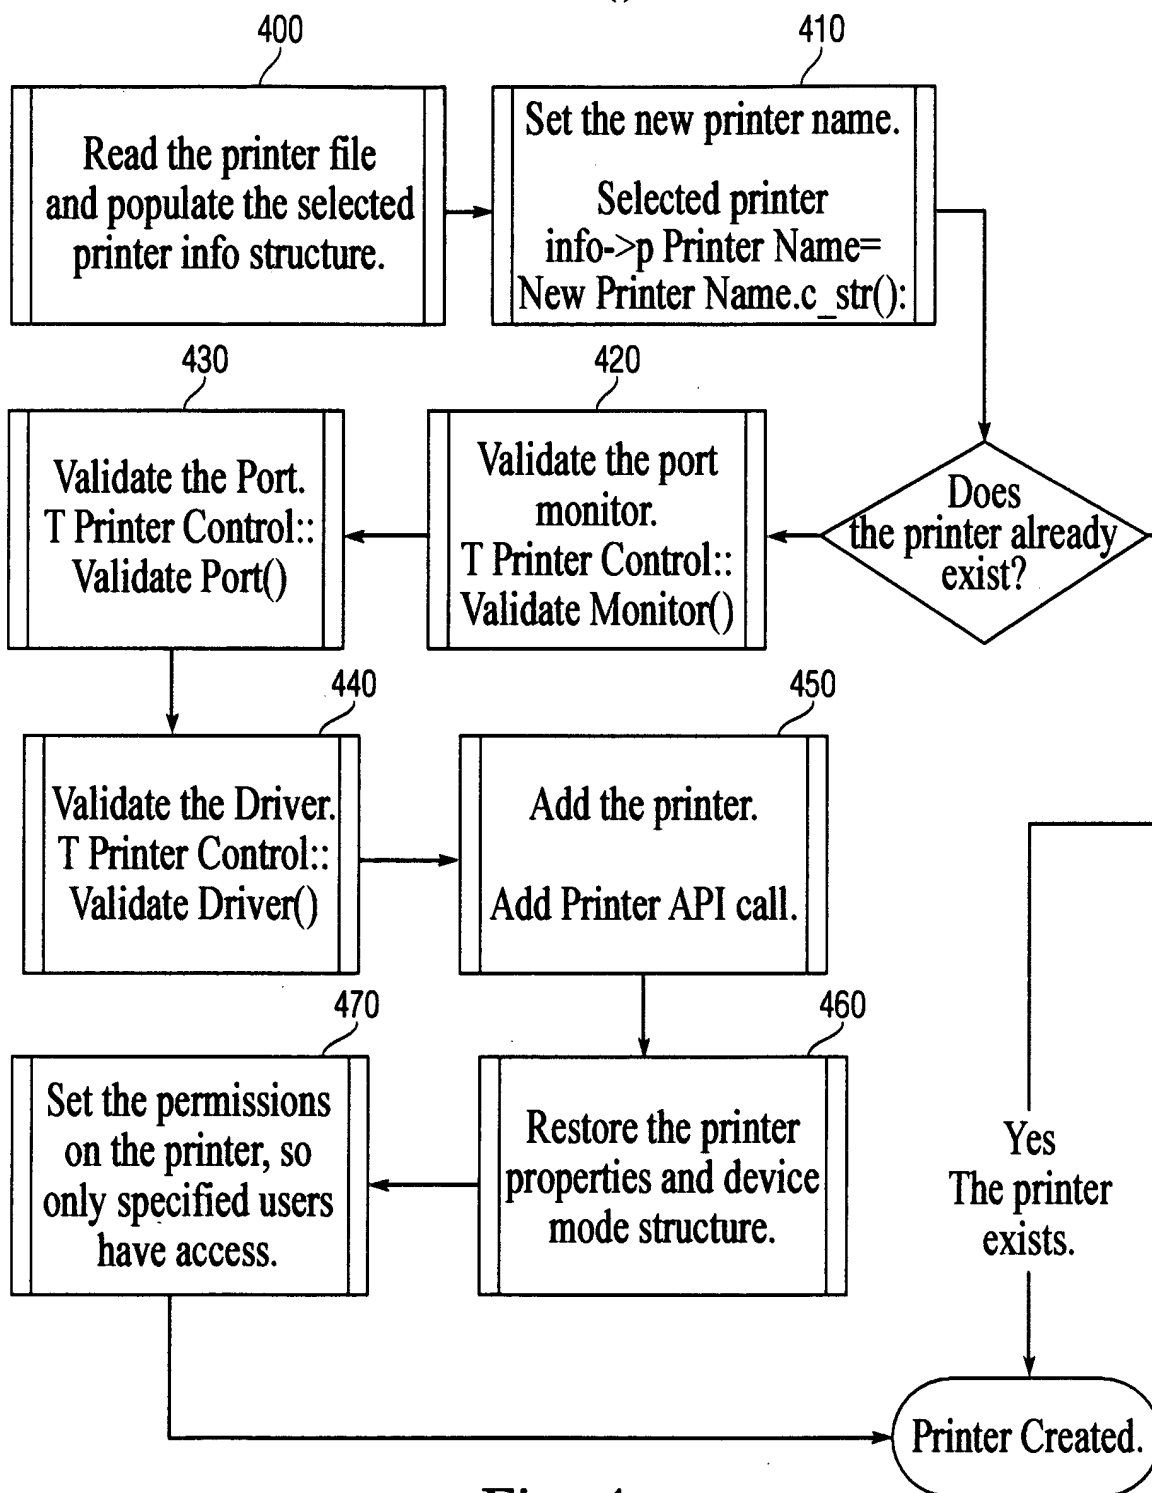 ()
400
Read the printer file
and populate the selected
printer info structure.
410
Set the new printer name.
Selected printer
info->p Printer Name=
New Printer Name.c_str():
Does
the printer already
exist?
420
Validate the port
monitor.
T Printer Control::
Validate Monitor()
430
Validate the Port.
T Printer Control::
Validate Port()
440
Validate the Driver.
T Printer Control::
Validate Driver()
450
Add the printer.
Add Printer API call.
460
Restore the printer
properties and device
mode structure.
470
Set the permissions
on the printer, so
only specified users
have access.
Yes
The printer
exists.
Printer Created.